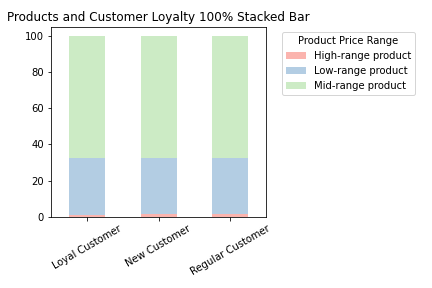 Products and Customer Loyalty 100% Stacked Bar
Product Price Range
High-range product
Low-range product
Mid-range product
100
80
60
40
20
0
Loyal Customer
New Customer
Regular Customer